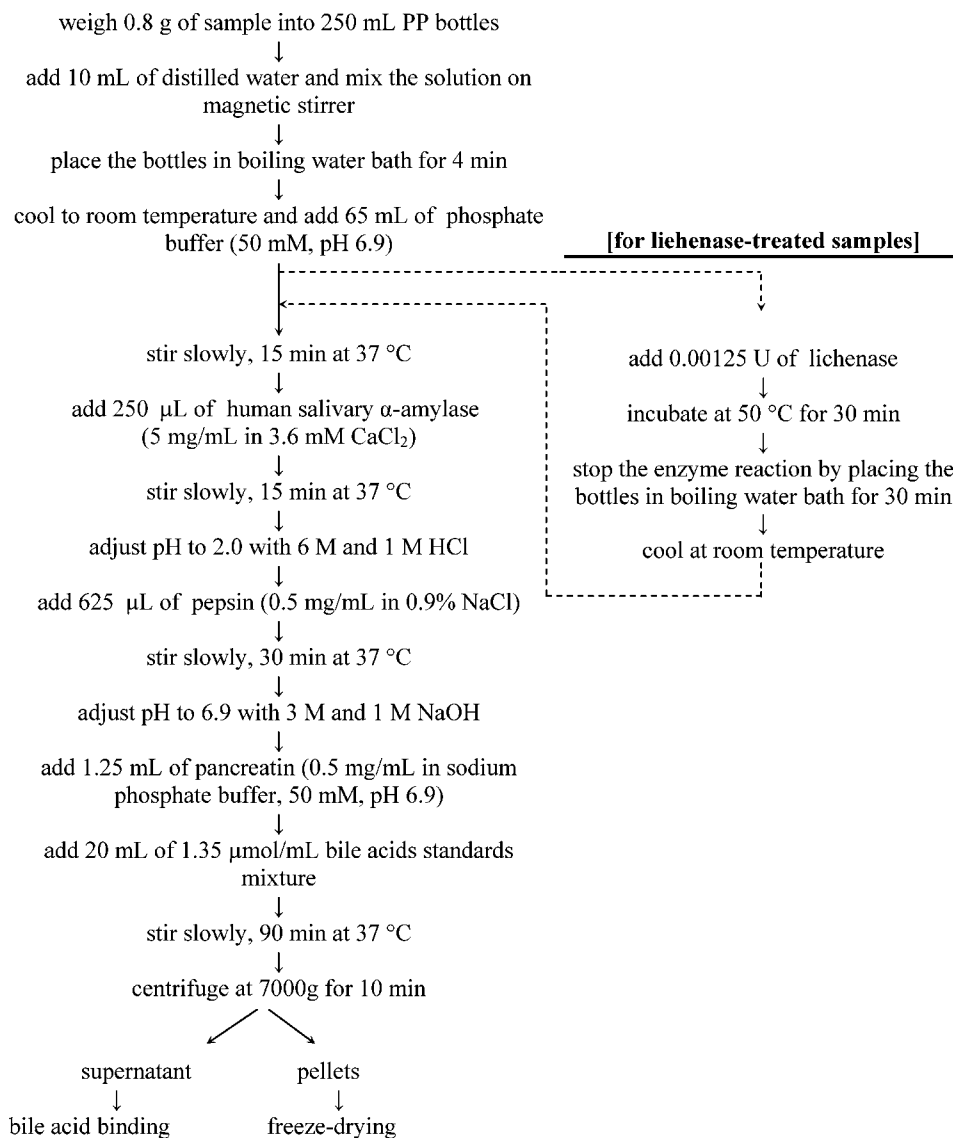 weigh 0.8 g of sample into 250 mL PP bottles
↓
add 10 mL of distilled water and mix the solution on
magnetic stirrer
↓
place the bottles in boiling water bath for 4 min
↓
cool to room temperature and add 65 mL of phosphate
buffer (50 mM, pH 6.9)
stir slowly, 15 min at 37 °C
↓
add 250 μL of human salivary α-amylase
(5 mg/mL in 3.6 mM CaCl₂)
↓
stir slowly, 15 min at 37 °C
↓
adjust pH to 2.0 with 6 M and 1 M HCl
↓
add 625 μL of pepsin (0.5 mg/mL in 0.9% NaCl)
↓
stir slowly, 30 min at 37 °C
↓
adjust pH to 6.9 with 3 M and 1 M NaOH
↓
add 1.25 mL of pancreatin (0.5 mg/mL in sodium
phosphate buffer, 50 mM, pH 6.9)
↓
add 20 mL of 1.35 μmol/mL bile acids standards
mixture
↓
stir slowly, 90 min at 37 °C
↓
centrifuge at 7000g for 10 min
supernatant
↓
bile acid binding
pellets
↓
freeze-drying
[for liehenase-treated samples]
add 0.00125 U of lichenase
↓
incubate at 50 °C for 30 min
↓
stop the enzyme reaction by placing the
bottles in boiling water bath for 30 min
↓
cool at room temperature